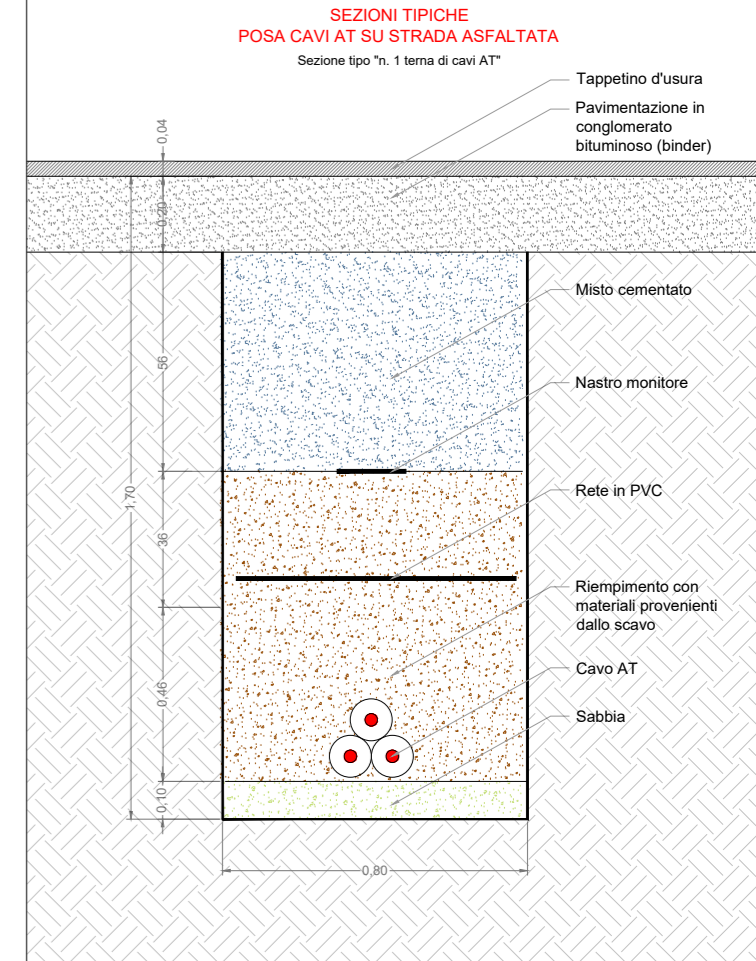 SEZIONI TIPICHE
POSA CAVI AT SU STRADA ASFALTATA
Sezione tipo "n. 1 terna di cavi AT"
Tappetino d'usura
Pavimentazione in
conglomerato
bituminoso (binder)
Misto cementato
Nastro monitore
Rete in PVC
Riempimento con
materiali provenienti
dallo scavo
Cavo AT
Sabbia
0,04
0,20
56
1,70
36
0,46
0,10
0,80